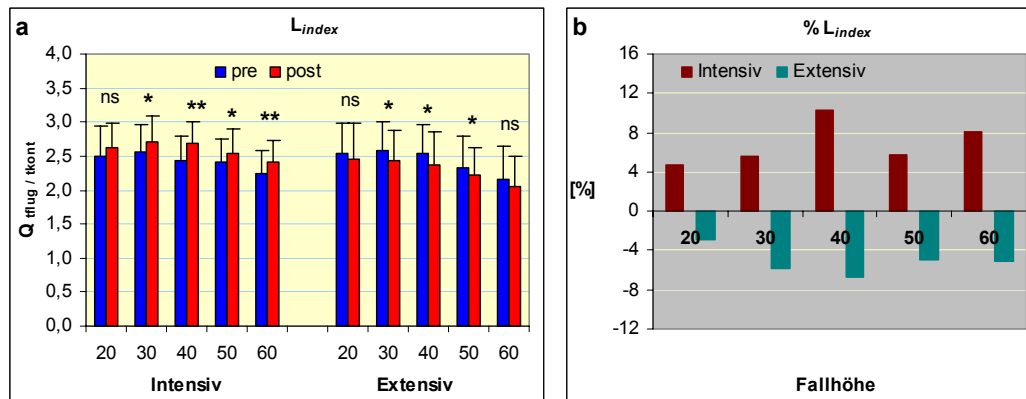 a
L index
4,0
3,5
3,0
2,5
2,0
1,5
1,0
0,5
0,0
Q tflug / tkont
pre post
ns * ** * **
ns * * * ns
20 30 40 50 60 20 30 40 50 60
Intensiv Extensiv
b
% L index
16
12
8
4
0
-4
-8
-12
[%]
Intensiv Extensiv
20 30 40 50 60
Fallhöhe